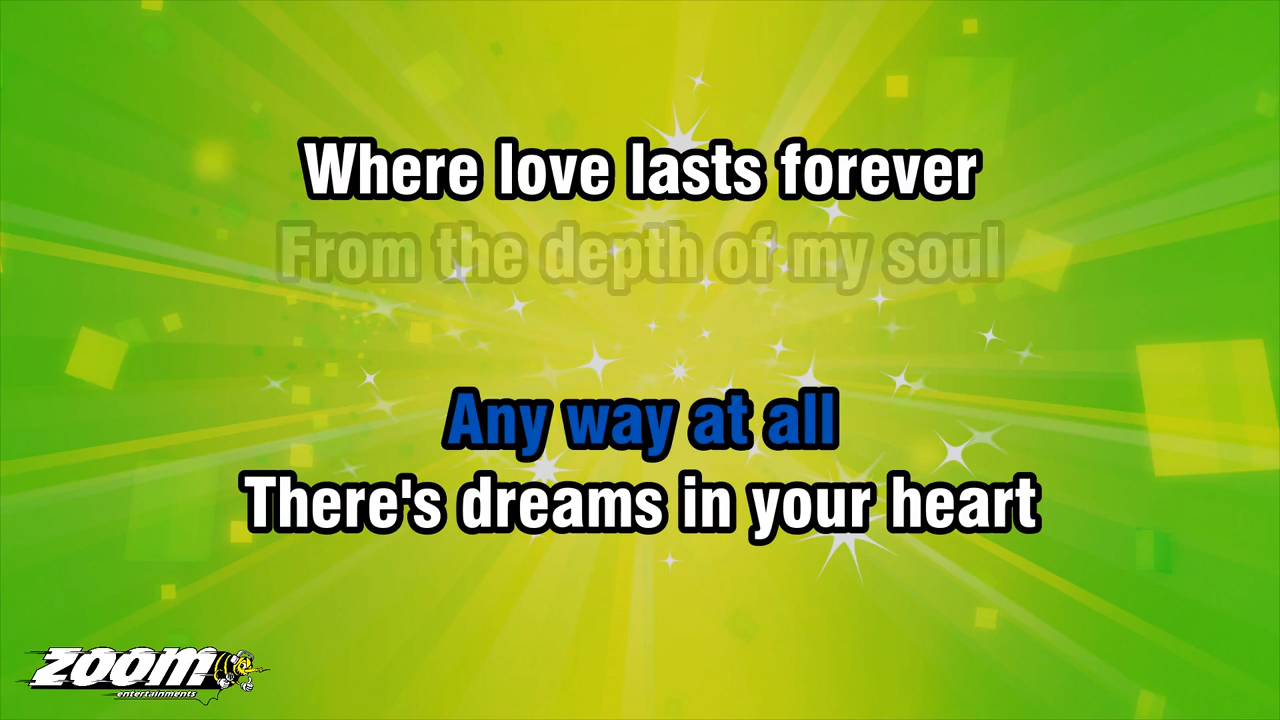 Where love lasts forever
From the depth of my soul
Any way at all
There's dreams in your heart
ZOOM
entertainments